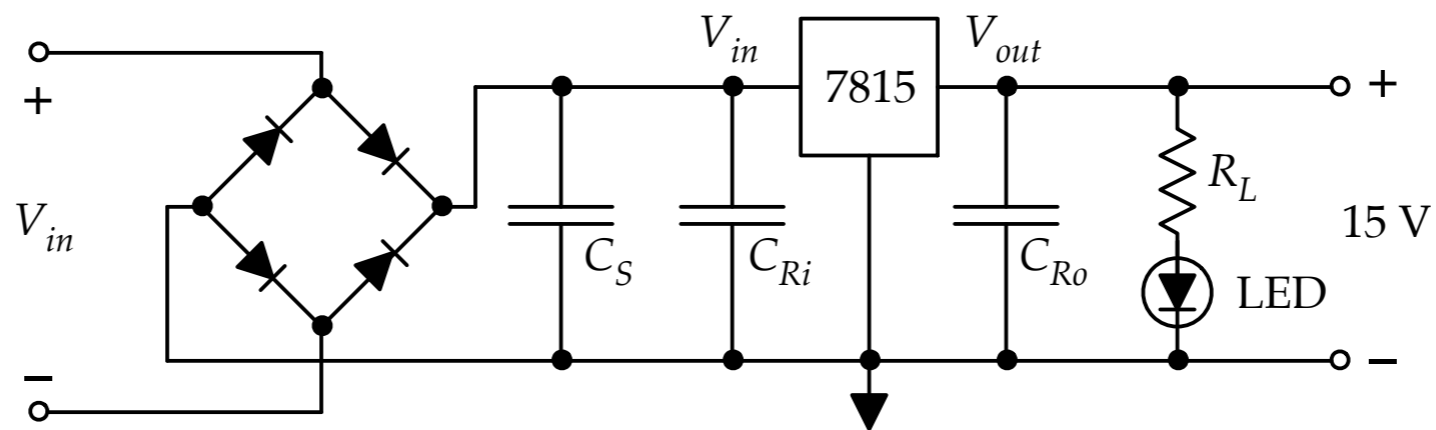 +
V_in
−
V_in
7815
V_out
C_S
C_Ri
C_Ro
R_L
LED
+
15 V
−